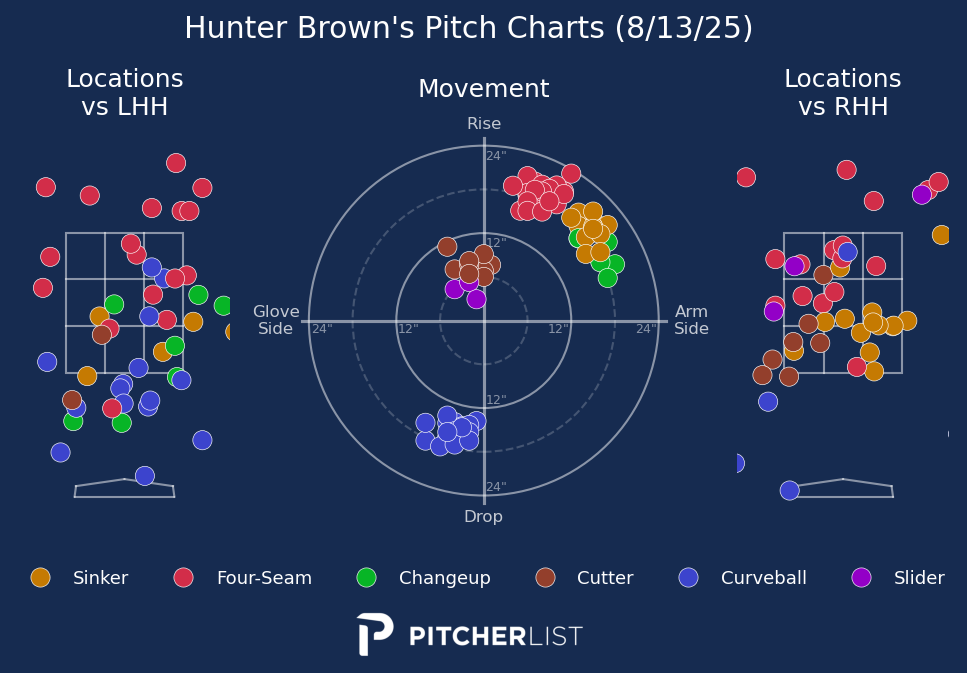 Hunter Brown's Pitch Charts (8/13/25)
Locations
vs LHH
Movement
Locations
vs RHH
Rise
24"
12"
Glove
Side
24"
12"
12"
24"
Arm
Side
12"
24"
Drop
Sinker
Four-Seam
Changeup
Cutter
Curveball
Slider
PITCHERLIST